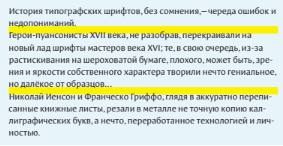 История типографских шрифтов, без сомнения,—череда ошибок и
недопониманий.
Герои-пуансонисты XVII века, не разобрав, перекраивали на
новый лад шрифты мастеров века XVI; те, в свою очередь, из-за
растискивания на шероховатой бумаге, плохого, может быть, зре-
ния и яркости собственного характера творили нечто гениальное,
но далёкое от образцов...
Николай Иенсон и Франческо Гриффо, глядя в аккуратно перепи-
санные книжные листы, резали в металле не точную копию кал-
лиграфических букв, а нечто, переработанное технологией и лич-
ностью.